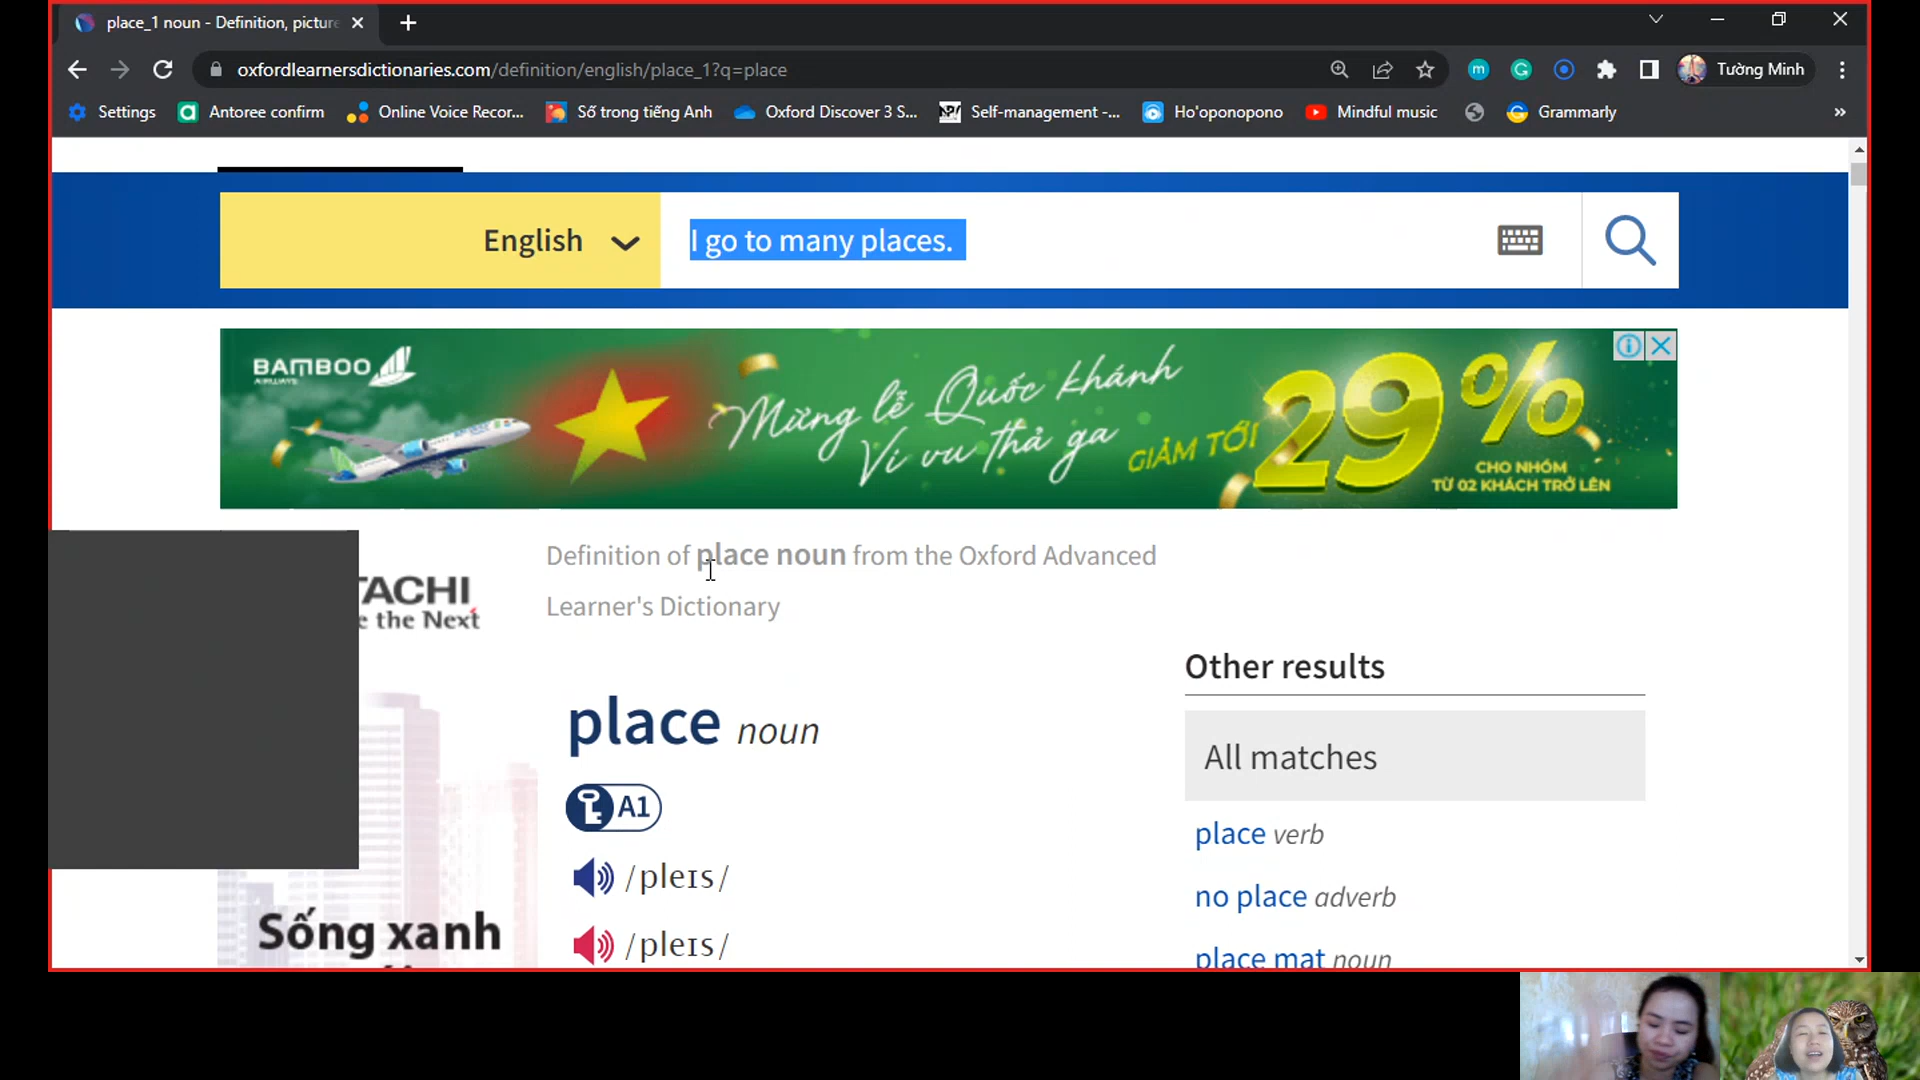 place_1 noun - Definition, picture
oxfordlearnersdictionaries.com/definition/english/place_1?q=place
Tường Minh
Settings
Antoree confirm
Online Voice Recor...
Số trong tiếng Anh
Oxford Discover 3 S...
Self-management -...
Ho'oponopono
Mindful music
Grammarly
English
I go to many places.
BAMBOO
AIRWAYS
Mừng lễ Quốc khánh
Vi vu thả ga
GIẢM TỚI
29%
CHO NHÓM
TỪ 02 KHÁCH TRỞ LÊN
Definition of place noun from the Oxford Advanced
Learner's Dictionary
TACHI
e the Next
place noun
A1
/pleɪs/
/pleɪs/
Sống xanh
Other results
All matches
place verb
no place adverb
place mat noun